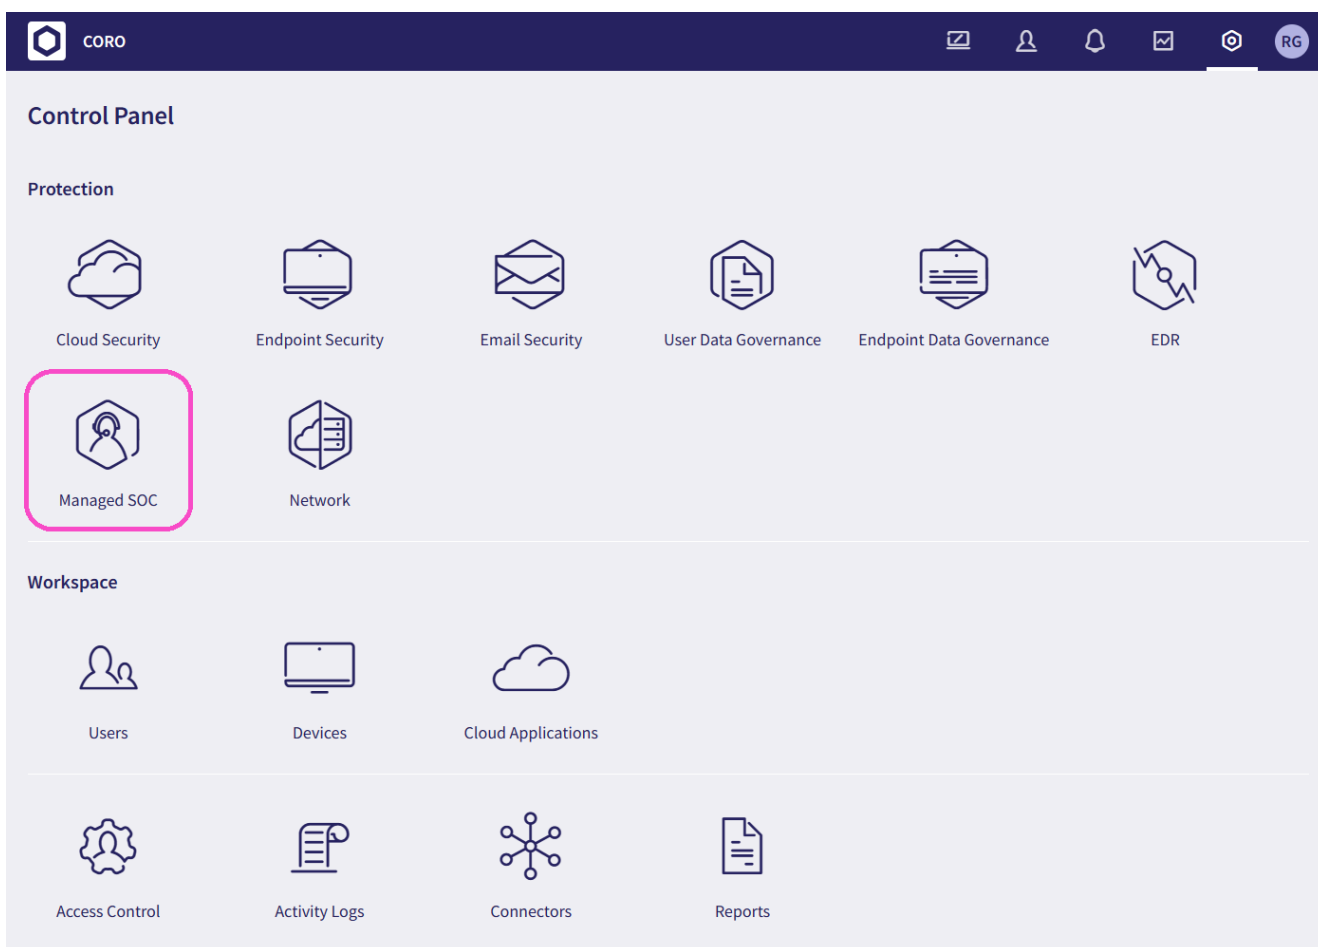 CORO
RG
Control Panel
Protection
Cloud Security
Endpoint Security
Email Security
User Data Governance
Endpoint Data Governance
EDR
Managed SOC
Network
Workspace
Users
Devices
Cloud Applications
Access Control
Activity Logs
Connectors
Reports